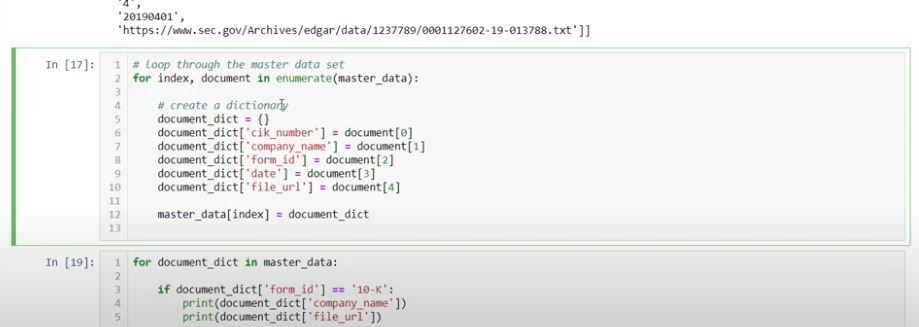 '4',
'20190401',
'https://www.sec.gov/Archives/edgar/data/1237789/0001127602-19-013788.txt']]
In [17]:
1 # loop through the master data set
2 for index, document in enumerate(master_data):
3
4 # create a dictionary
5 document_dict = {}
6 document_dict['cik_number'] = document[0]
7 document_dict['company_name'] = document[1]
8 document_dict['form_id'] = document[2]
9 document_dict['date'] = document[3]
10 document_dict['file_url'] = document[4]
11
12 master_data[index] = document_dict
13
In [19]:
1 for document_dict in master_data:
2
3 if document_dict['form_id'] == '10-K':
4 print(document_dict['company_name'])
5 print(document_dict['file_url'])